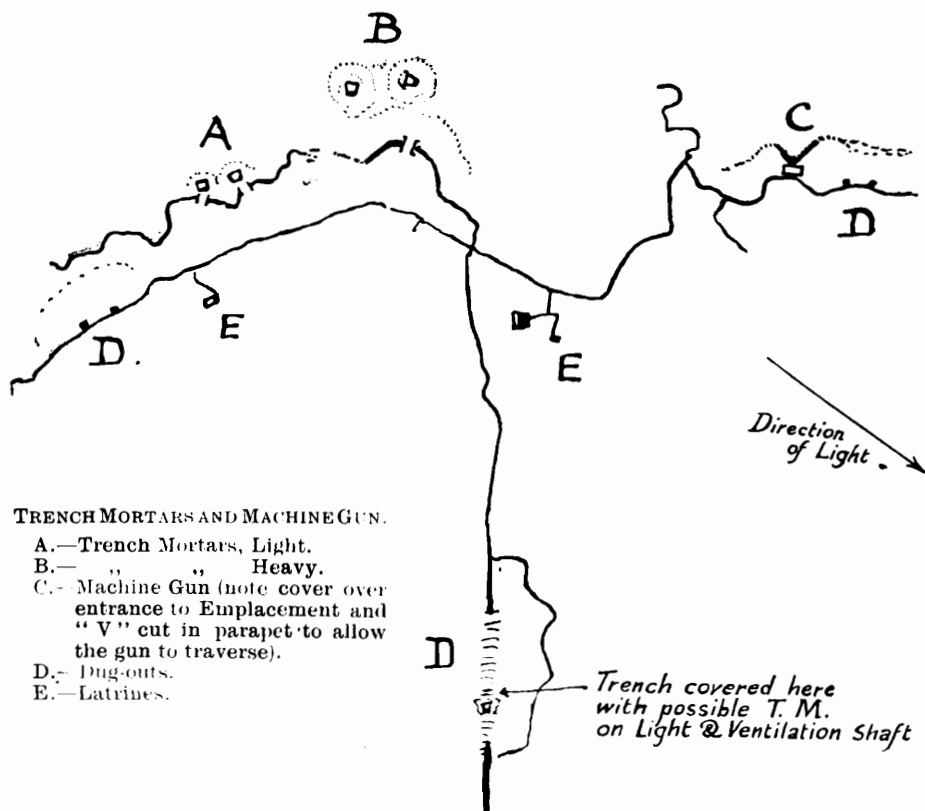 B
A
C
D
D.
E
E
Direction
of Light.
TRENCH MORTARS AND MACHINE GUN.
A.—Trench Mortars, Light.
B.— „ „ Heavy.
C.—Machine Gun (note cover over
entrance to Emplacement and
“V” cut in parapet to allow
the gun to traverse).
D.—Dug-outs.
E.—Latrines.
D
Trench covered here
with possible T. M.
on Light & Ventilation Shaft